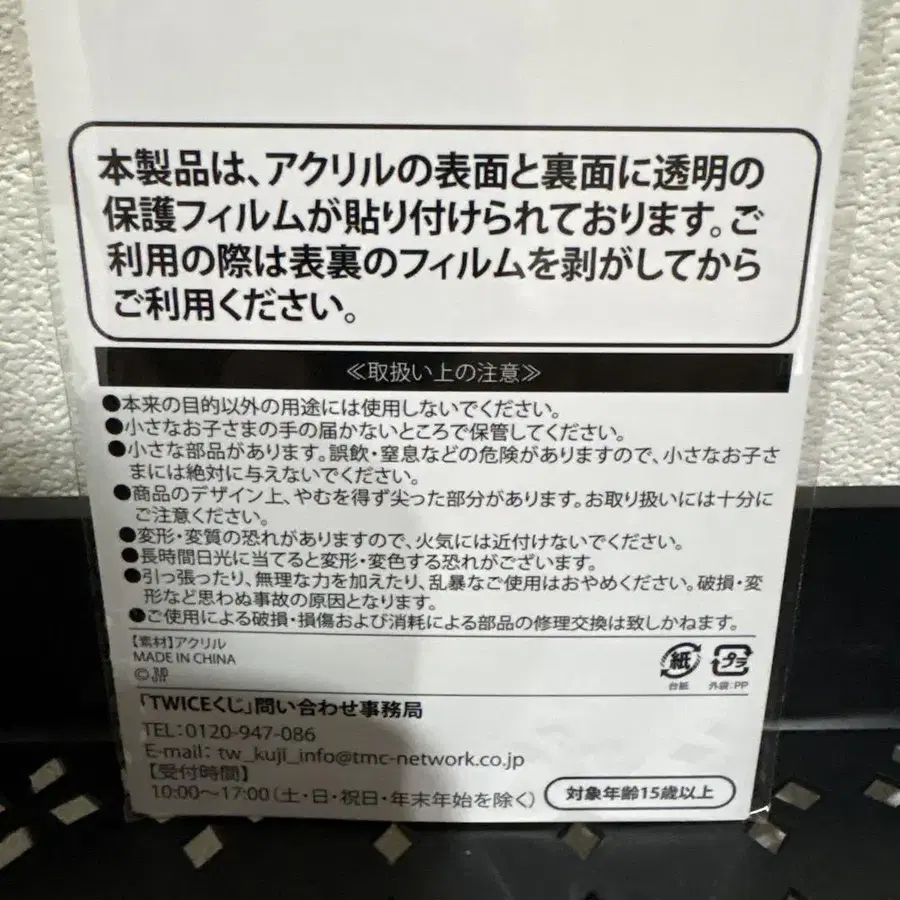 本製品は、アクリルの表面と裏面に透明の
保護フィルムが貼り付けられております。ご
利用の際は表裏のフィルムを剥がしてから
ご利用ください。
≪取扱い上の注意≫
●本来の目的以外の用途には使用しないでください。
●小さなお子さまの手の届かないところで保管してください。
●小さな部品があります。誤飲・窒息などの危険がありますので、小さなお子さ
まには絶対に与えないでください。
●商品のデザイン上、やむを得ず尖った部分があります。お取り扱いには十分に
ご注意ください。
●変形・変質の恐れがありますので、火気には近付けないでください。
●長時間日光に当てると変形・変色する恐れがございます。
●引っ張ったり、無理な力を加えたり、乱暴なご使用はおやめください。破損・変
形など思わぬ事故の原因となります。
●ご使用による破損・損傷および消耗による部品の修理交換は致しかねます。
【素材】アクリル
MADE IN CHINA
©
紙
台紙
プラ
外袋:PP
「TWICEくじ」問い合わせ事務局
TEL:0120-947-086
E-mail: tw_kuji_info@tmc-network.co.jp
【受付時間】
10:00〜17:00(土・日・祝日・年末年始を除く)
対象年齢15歳以上